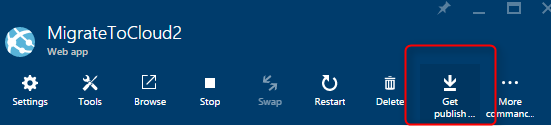 MigrateToCloud2
Web app
Settings
Tools
Browse
Stop
Swap
Restart
Delete
Get
publish ...
More
commanc...